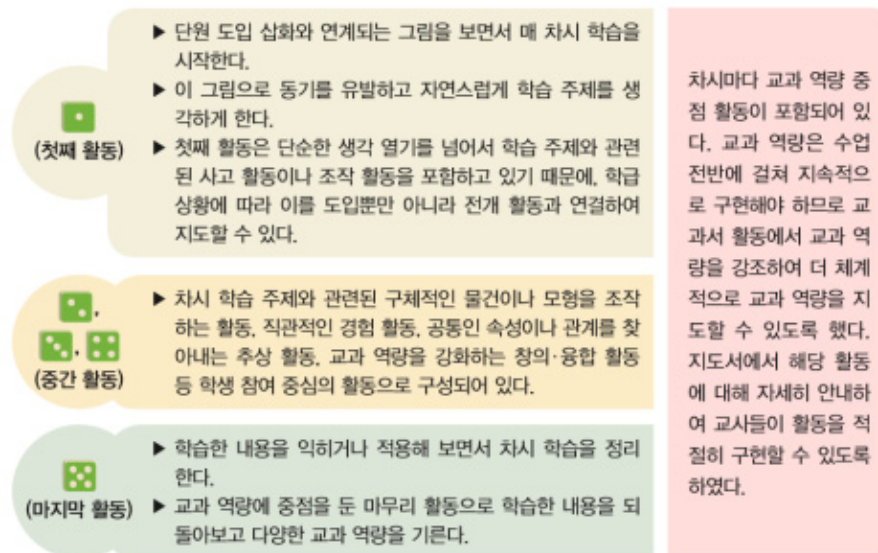 ▶ 단원 도입 삽화와 연계되는 그림을 보면서 매 차시 학습을
시작한다.
▶ 이 그림으로 동기를 유발하고 자연스럽게 학습 주제를 생
각하게 한다.
(첫째 활동)
▶ 첫째 활동은 단순한 생각 열기를 넘어서 학습 주제와 관련
된 사고 활동이나 조작 활동을 포함하고 있기 때문에, 학급
상황에 따라 이를 도입뿐만 아니라 전개 활동과 연결하여
지도할 수 있다.
,
, 
(중간 활동)
▶ 차시 학습 주제와 관련된 구체적인 물건이나 모형을 조작
하는 활동, 직관적인 경험 활동, 공통인 속성이나 관계를 찾
아내는 추상 활동, 교과 역량을 강화하는 창의·융합 활동
등 학생 참여 중심의 활동으로 구성되어 있다.
▶ 학습한 내용을 익히거나 적용해 보면서 차시 학습을 정리
한다.
(마지막 활동)
▶ 교과 역량에 중점을 둔 마무리 활동으로 학습한 내용을 되
돌아보고 다양한 교과 역량을 기른다.
차시마다 교과 역량 중
점 활동이 포함되어 있
다. 교과 역량은 수업
전반에 걸쳐 지속적으
로 구현해야 하므로 교
과서 활동에서 교과 역
량을 강조하여 더 체계
적으로 교과 역량을 지
도할 수 있도록 했다.
지도서에서 해당 활동
에 대해 자세히 안내하
여 교사들이 활동을 적
절히 구현할 수 있도록
하였다.